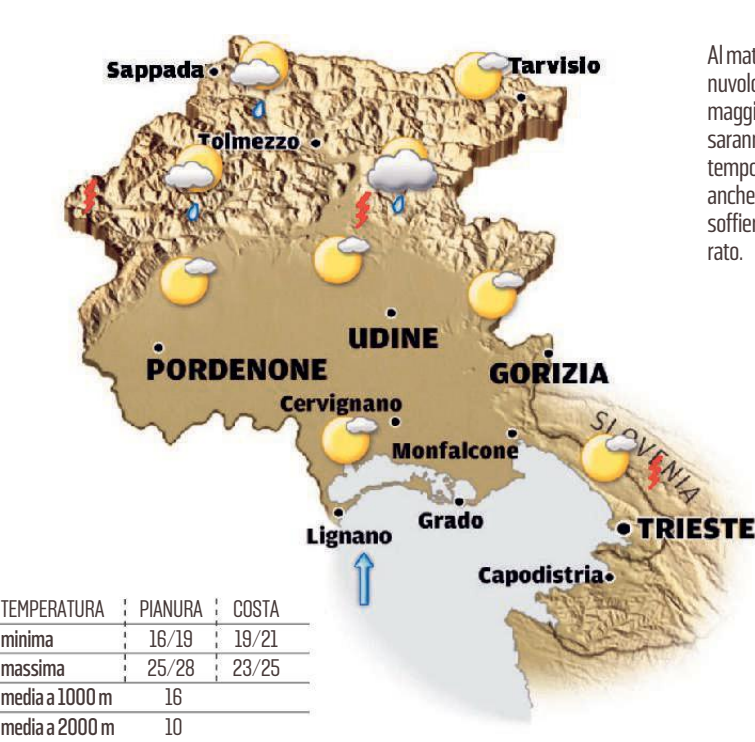 Al mat
nuvolo
maggi
sarann
tempo
anche
soffier
rato.
Sappada
Tarvisio
Tolmezzo
UDINE
PORDENONE
GORIZIA
Cervignano
Monfalcone
SLOVENIA
Grado
Lignano
TRIESTE
Capodistria
TEMPERATURA PIANURA COSTA
minima 16/19 19/21
massima 25/28 23/25
media a 1000 m 16
media a 2000 m 10